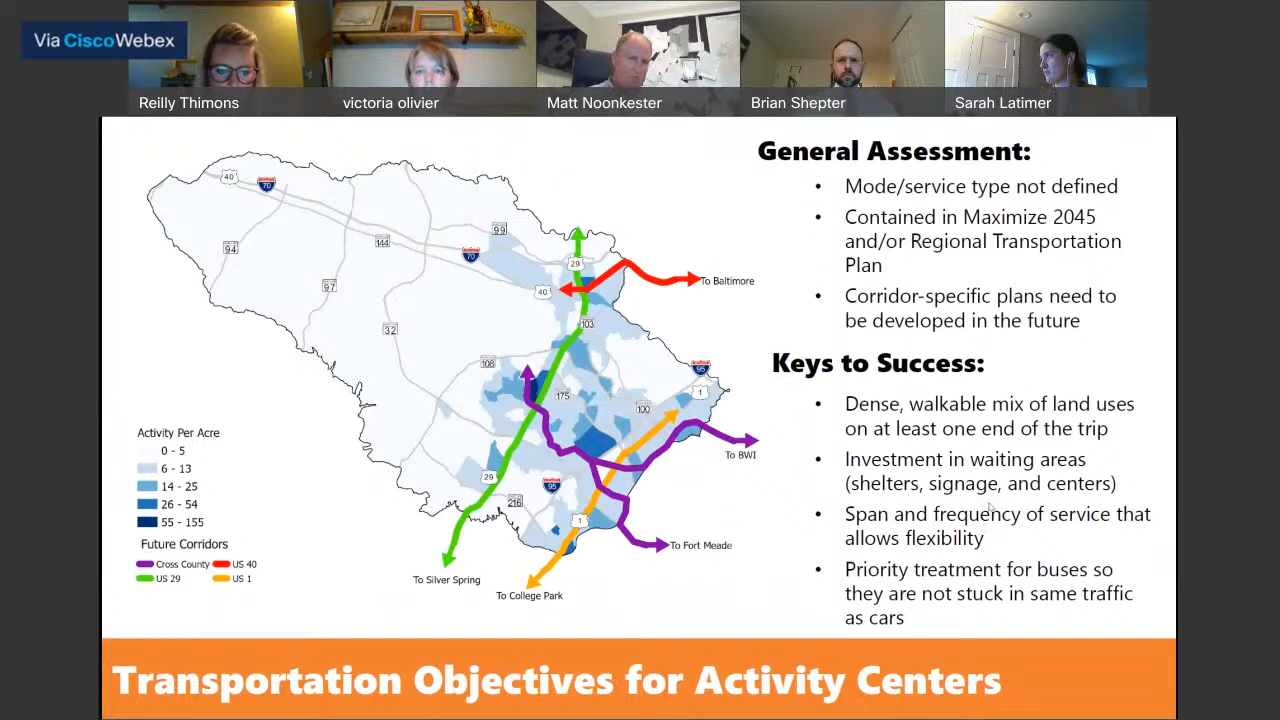 Via CiscoWebex
Reilly Thimons
victoria olivier
Matt Noonkester
Brian Shepter
Sarah Latimer
General Assessment:
• Mode/service type not defined
• Contained in Maximize 2045
and/or Regional Transportation
Plan
• Corridor-specific plans need to
be developed in the future
Keys to Success:
• Dense, walkable mix of land uses
on at least one end of the trip
• Investment in waiting areas
(shelters, signage, and centers)
• Span and frequency of service that
allows flexibility
• Priority treatment for buses so
they are not stuck in same traffic
as cars
40
70
99
94
144
70
29
40
To Baltimore
97
32
103
108
95
1
175
100
To BWI
29
95
216
1
To Fort Meade
To Silver Spring
To College Park
Activity Per Acre
0 - 5
6 - 13
14 - 25
26 - 54
55 - 155
Future Corridors
Cross County
US 40
US 29
US 1
Transportation Objectives for Activity Centers